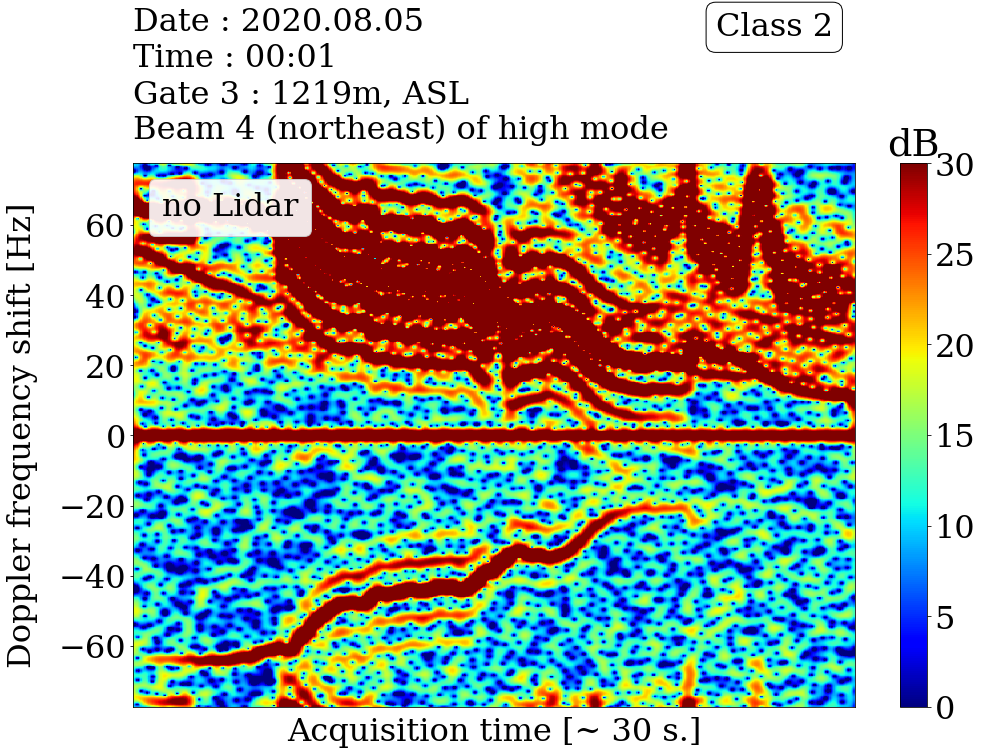 Date : 2020.08.05
Time : 00:01
Gate 3 : 1219m, ASL
Beam 4 (northeast) of high mode
Class 2
no Lidar
dB
30
25
20
15
10
5
0
Doppler frequency shift [Hz]
60
40
20
0
−20
−40
−60
Acquisition time [~ 30 s.]